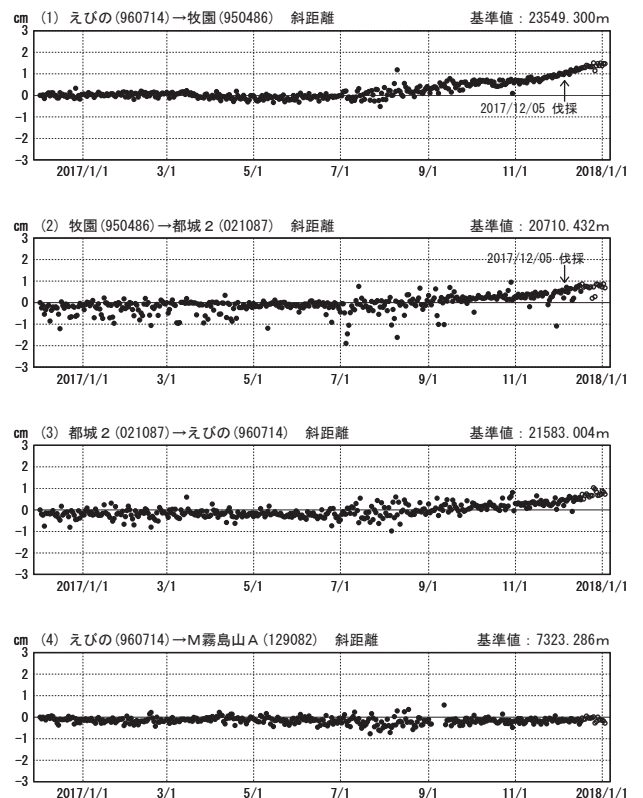 cm (1) えびの(960714)→牧園(950486) 斜距離 基準値:23549.300m
3
2
1
0
-1
-2
-3
2017/12/05 伐採
2017/1/1 3/1 5/1 7/1 9/1 11/1 2018/1/1
cm (2) 牧園(950486)→都城2(021087) 斜距離 基準値:20710.432m
3
2
1
0
-1
-2
-3
2017/12/05 伐採
2017/1/1 3/1 5/1 7/1 9/1 11/1 2018/1/1
cm (3) 都城2(021087)→えびの(960714) 斜距離 基準値:21583.004m
3
2
1
0
-1
-2
-3
2017/1/1 3/1 5/1 7/1 9/1 11/1 2018/1/1
cm (4) えびの(960714)→M霧島山A(129082) 斜距離 基準値:7323.286m
3
2
1
0
-1
-2
-3
2017/1/1 3/1 5/1 7/1 9/1 11/1 2018/1/1